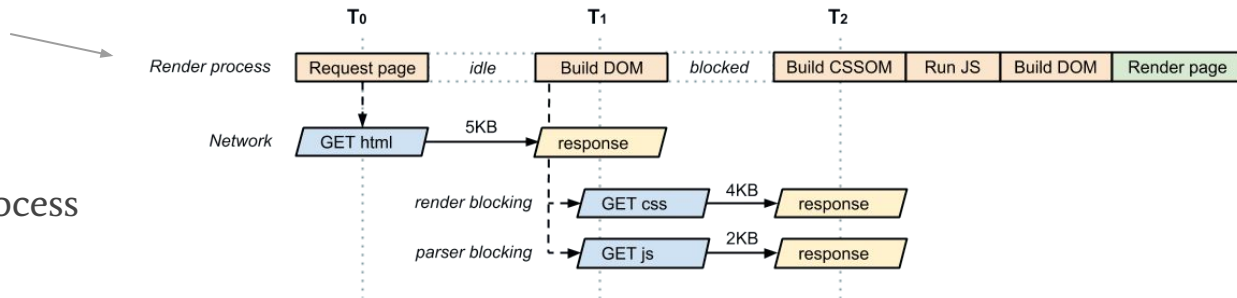 T0 T1 T2
Render process Request page idle Build DOM blocked Build CSSOM Run JS Build DOM Render page
5KB
Network GET html response
ocess
4KB
render blocking GET css response
2KB
parser blocking GET js response